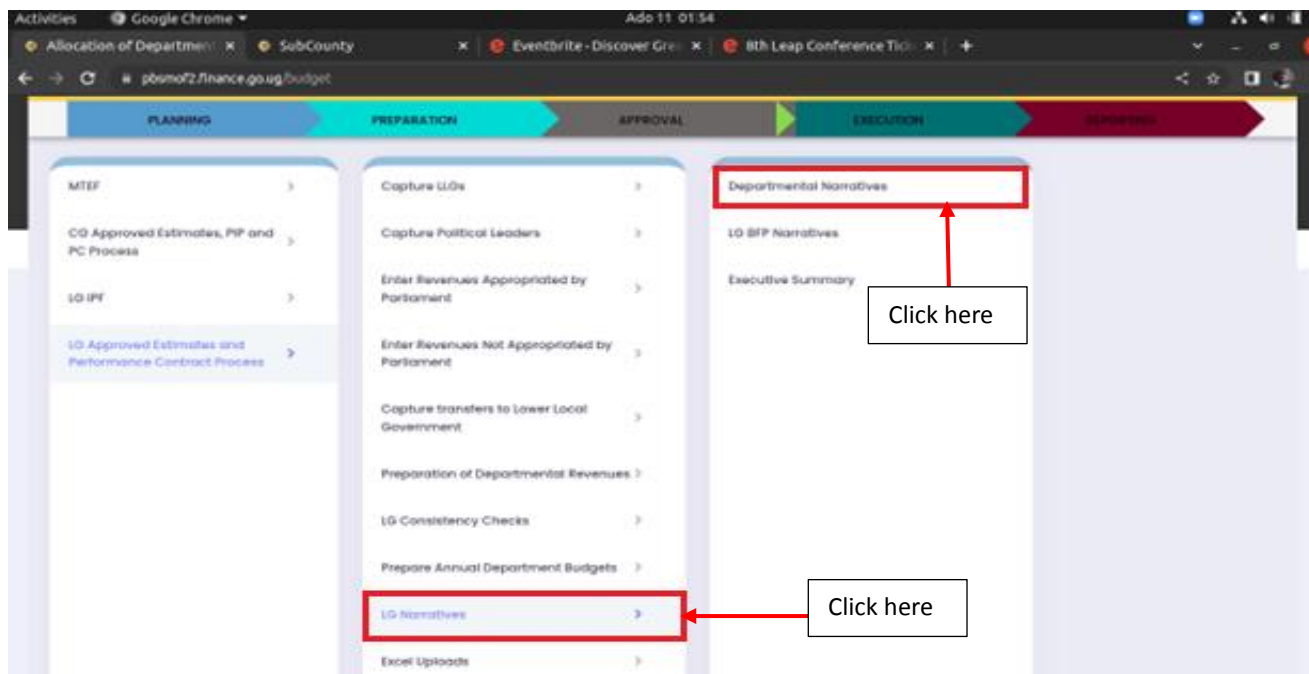 Activities Google Chrome Ado 11 01:54
Allocation of Departmen SubCounty Eventbrite - Discover Gre 8th Leap Conference Tick
pbsmof2.finance.go.ug/budget
PLANNING PREPARATION APPROVAL EXECUTION REPORTING
MTEF
CG Approved Estimates, PIP and
PC Process
LG IPF
LG Approved Estimates and
Performance Contract Process
Capture LLGs
Capture Political Leaders
Enter Revenues Appropriated by
Parliament
Enter Revenues Not Appropriated by
Parliament
Capture transfers to Lower Local
Government
Preparation of Departmental Revenues
LG Consistency Checks
Prepare Annual Department Budgets
LG Narratives
Excel Uploads
Departmental Narratives
LG BFP Narratives
Executive Summary
Click here
Click here